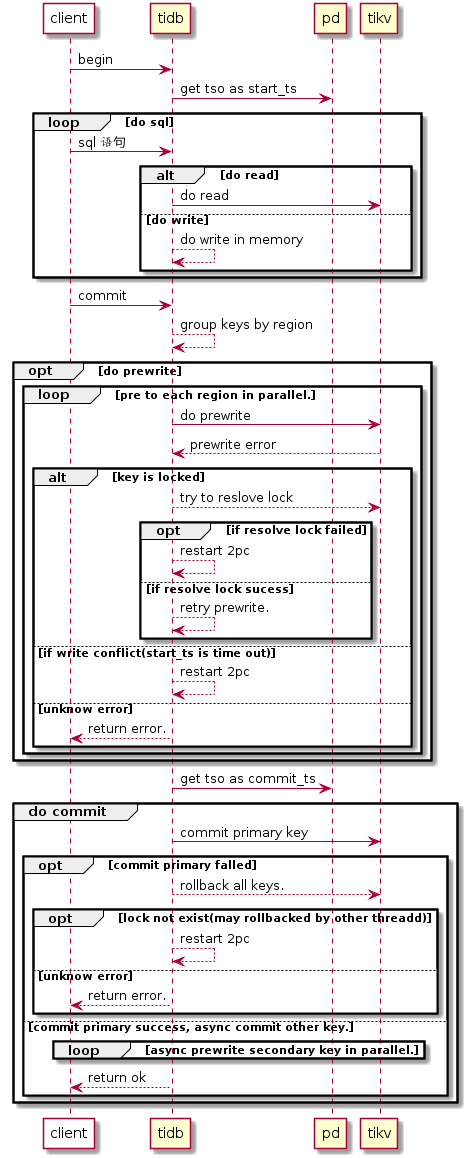 client tidb pd tikv
begin
get tso as start_ts
loop [do sql]
sql 语句
alt [do read]
do read
[do write]
do write in memory
commit
group keys by region
opt [do prewrite]
loop [pre to each region in parallel.]
do prewrite
prewrite error
alt [key is locked]
try to reslove lock
opt [if resolve lock failed]
restart 2pc
[if resolve lock sucess]
retry prewrite.
[if write conflict(start_ts is time out)]
restart 2pc
[unknow error]
return error.
get tso as commit_ts
do commit
commit primary key
opt [commit primary falled]
rollback all keys.
opt [lock not exist(may rollbacked by other threadd)]
restart 2pc
[unknow error]
return error.
[commit primary success, async commit other key.]
loop [async prewrite secondary key in parallel.]
return ok
client tidb pd tikv